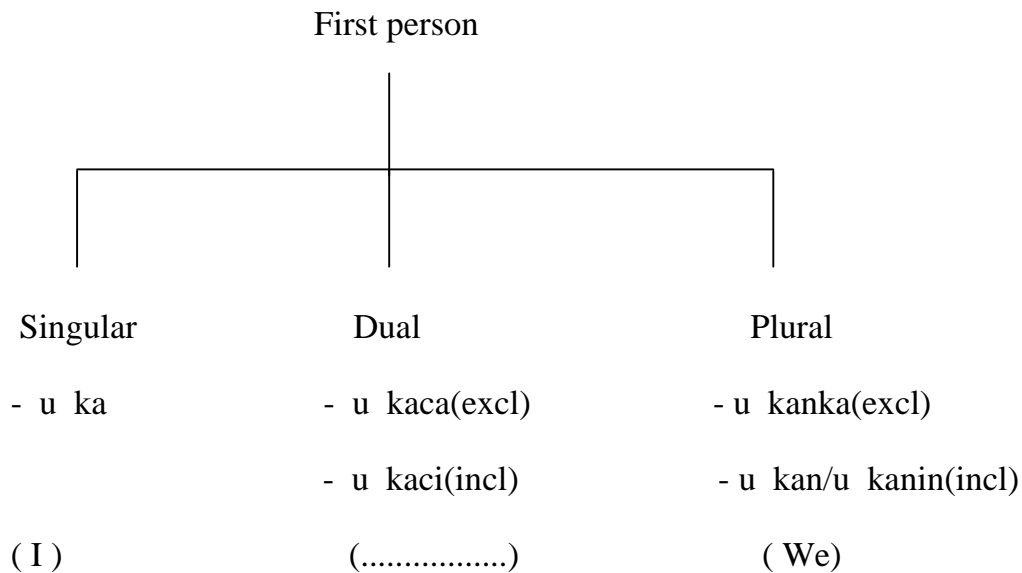 First person
Singular Dual Plural
- u ka - u kaca(excl) - u kanka(excl)
- u kaci(incl) - u kan/u kanin(incl)
( I ) (.................) ( We)